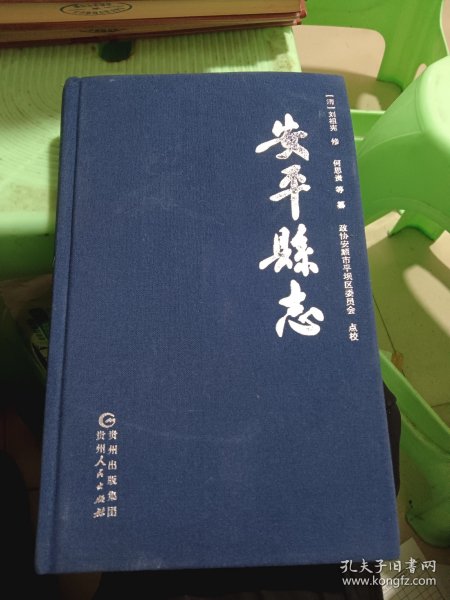 安平縣志
[清]刘祖宪 修 何思贵 等 纂 政协安顺市平坝区委员会 点校
贵州出版集团
贵州人民出版社
孔夫子旧书网
www.kongfz.com